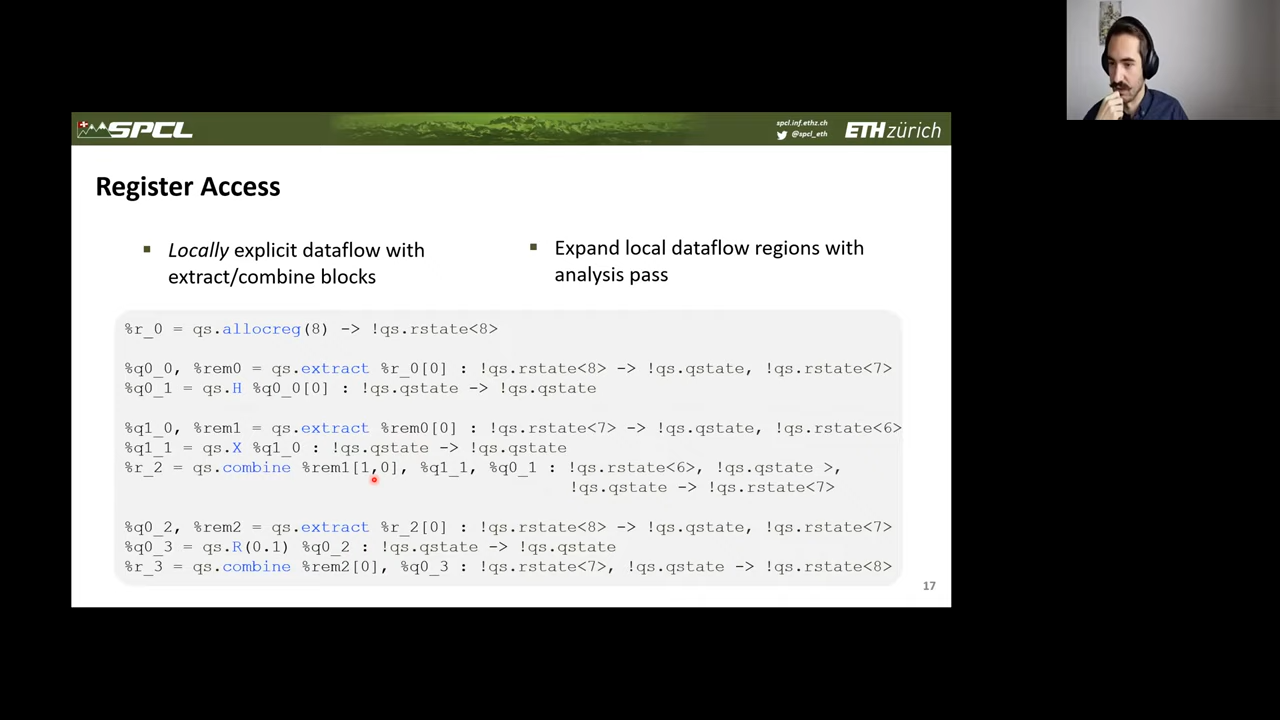 SPCL
spcl.inf.ethz.ch
@spcl_eth
ETH zürich
Register Access
Locally explicit dataflow with
extract/combine blocks
Expand local dataflow regions with
analysis pass
%r_0 = qs.allocreg(8) -> !qs.rstate<8>
%q0_0, %rem0 = qs.extract %r_0[0] : !qs.rstate<8> -> !qs.qstate, !qs.rstate<7>
%q0_1 = qs.H %q0_0[0] : !qs.qstate -> !qs.qstate
%q1_0, %rem1 = qs.extract %rem0[0] : !qs.rstate<7> -> !qs.qstate, !qs.rstate<6>
%q1_1 = qs.X %q1_0 : !qs.qstate -> !qs.qstate
%r_2 = qs.combine %rem1[1,0], %q1_1, %q0_1 : !qs.rstate<6>, !qs.qstate >,
!qs.qstate -> !qs.rstate<7>
%q0_2, %rem2 = qs.extract %r_2[0] : !qs.rstate<8> -> !qs.qstate, !qs.rstate<7>
%q0_3 = qs.R(0.1) %q0_2 : !qs.qstate -> !qs.qstate
%r_3 = qs.combine %rem2[0], %q0_3 : !qs.rstate<7>, !qs.qstate -> !qs.rstate<8>
17